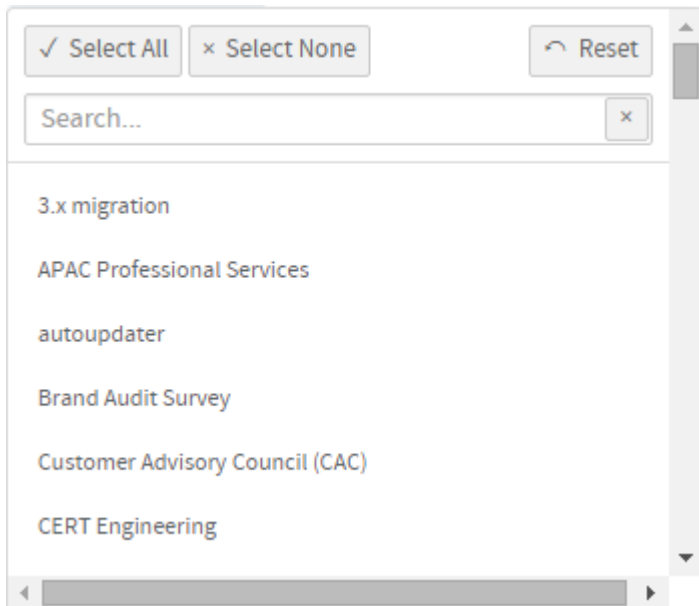 ✓ Select All × Select None Reset
Search... ×
3.x migration
APAC Professional Services
autoupdater
Brand Audit Survey
Customer Advisory Council (CAC)
CERT Engineering